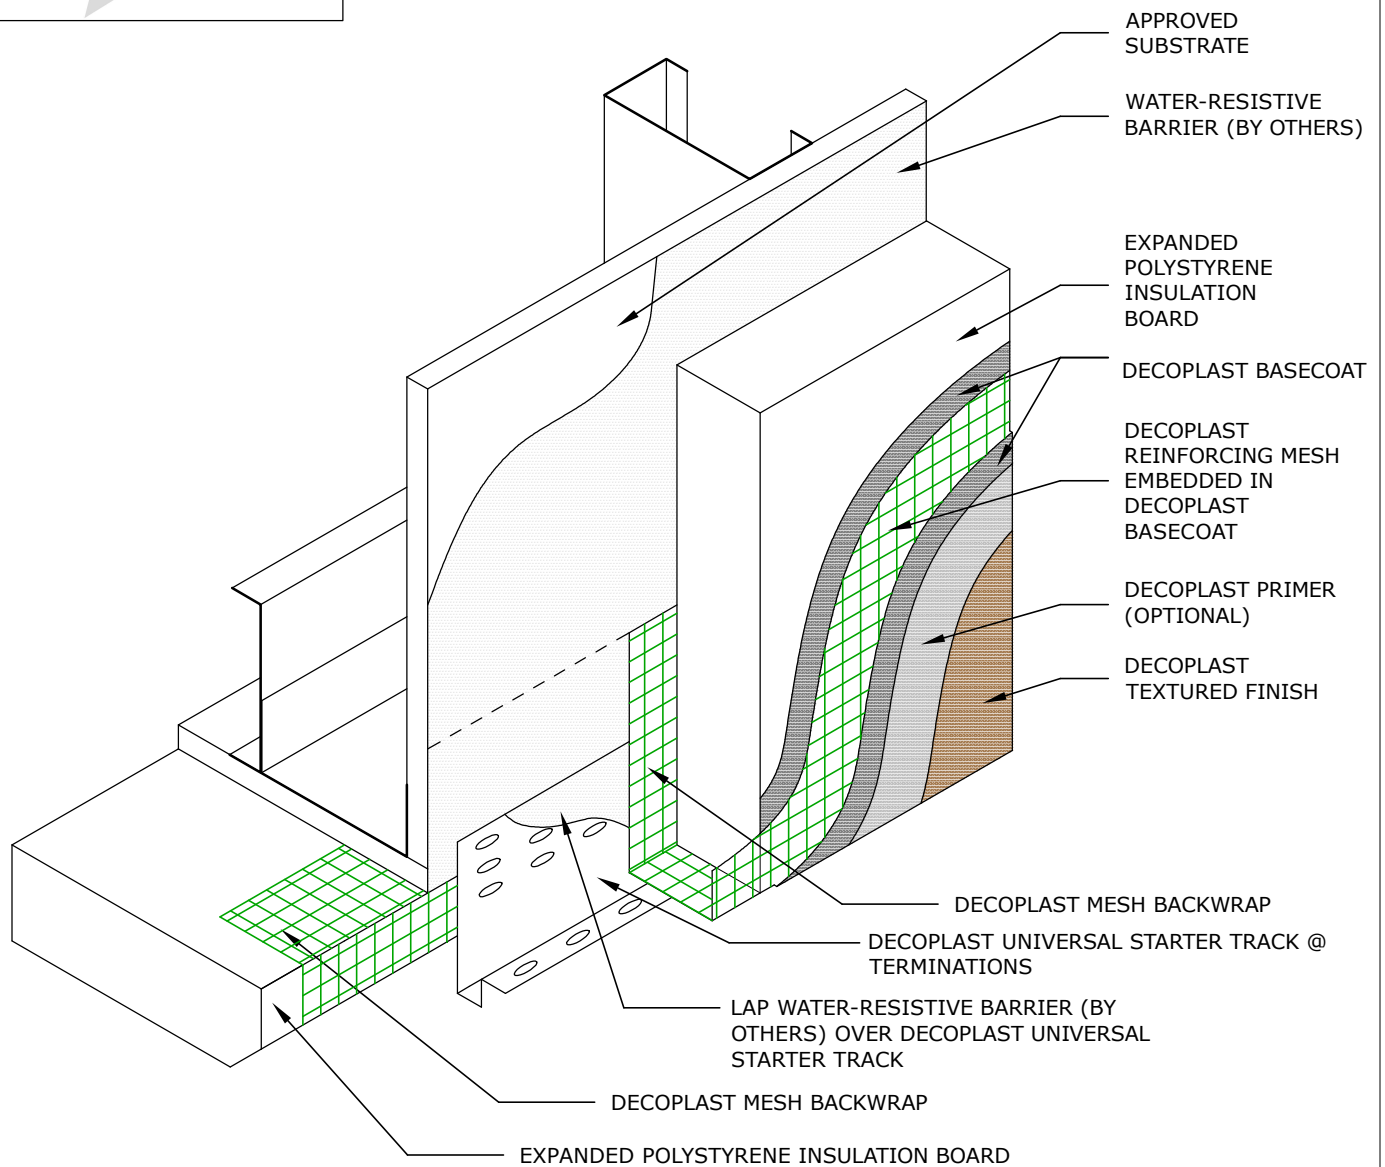 APPROVED
SUBSTRATE
WATER-RESISTIVE
BARRIER (BY OTHERS)
EXPANDED
POLYSTYRENE
INSULATION
BOARD
DECOPLAST BASECOAT
DECOPLAST
REINFORCING MESH
EMBEDDED IN
DECOPLAST
BASECOAT
DECOPLAST PRIMER
(OPTIONAL)
DECOPLAST
TEXTURED FINISH
DECOPLAST MESH BACKWRAP
DECOPLAST UNIVERSAL STARTER TRACK @
TERMINATIONS
LAP WATER-RESISTIVE BARRIER (BY
OTHERS) OVER DECOPLAST UNIVERSAL
STARTER TRACK
DECOPLAST MESH BACKWRAP
EXPANDED POLYSTYRENE INSULATION BOARD